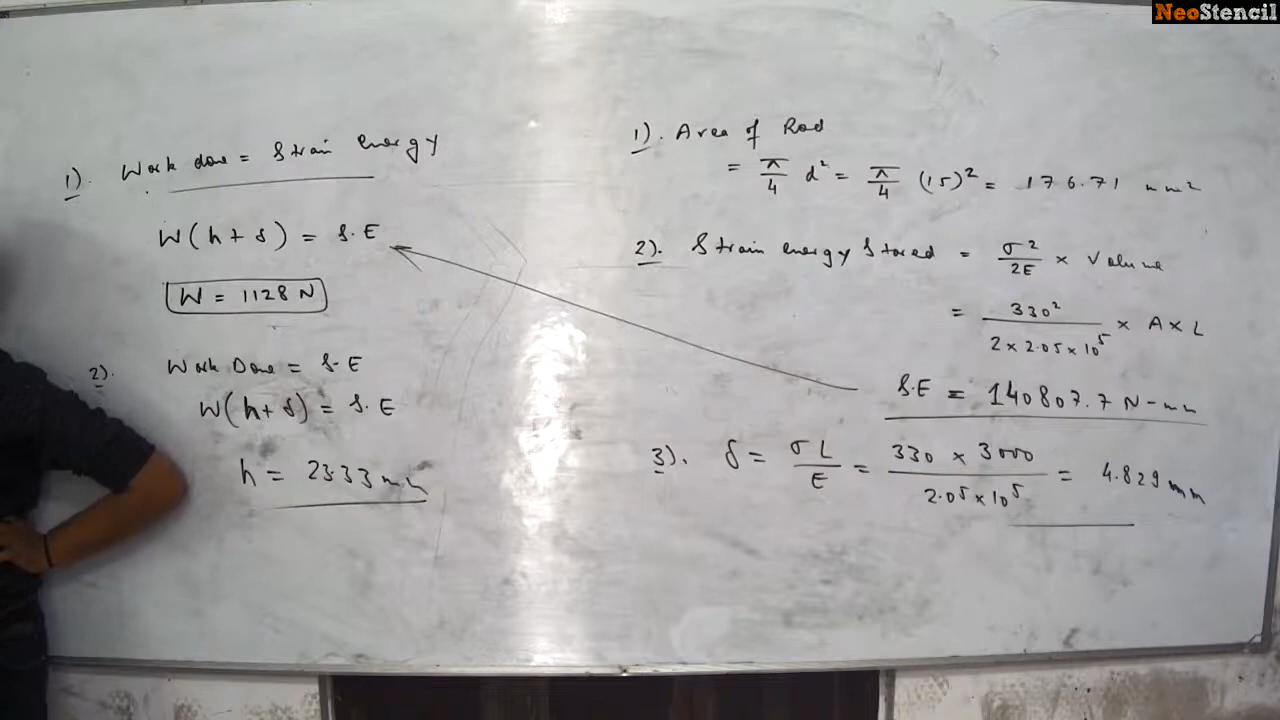 NeoStencil
1). Work done = Strain energy
W(h+δ) = S.E
W = 1128 N
2). Work Done = S.E
W(h+δ) = S.E
h = 2333 mm
1). Area of Rod
= π/4 d² = π/4 (15)² = 176.71 mm²
2). Strain energy Stored = σ²/2E × Volume
= 330²/2×2.05×10⁵ × A × L
S.E = 140807.7 N-mm
3). δ = σL/E = 330 × 3000/2.05×10⁵ = 4.829 mm